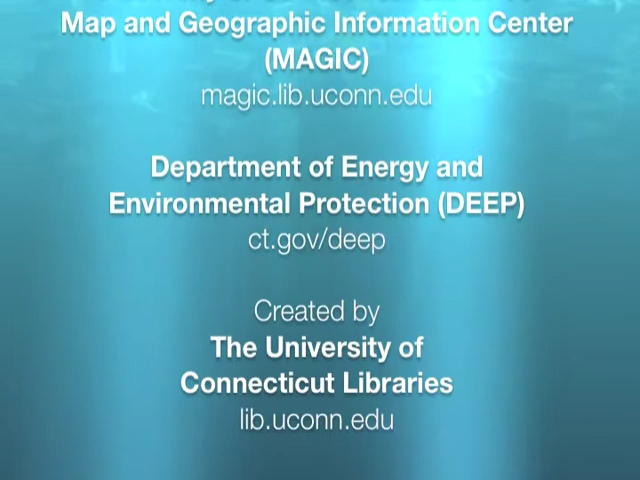 Map and Geographic Information Center
(MAGIC)
magic.lib.uconn.edu
Department of Energy and
Environmental Protection (DEEP)
ct.gov/deep
Created by
The University of
Connecticut Libraries
lib.uconn.edu